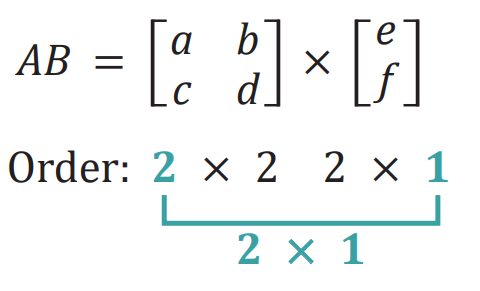 AB = [a b c d] × [e f]
Order: 2 × 2 2 × 1
2 × 1